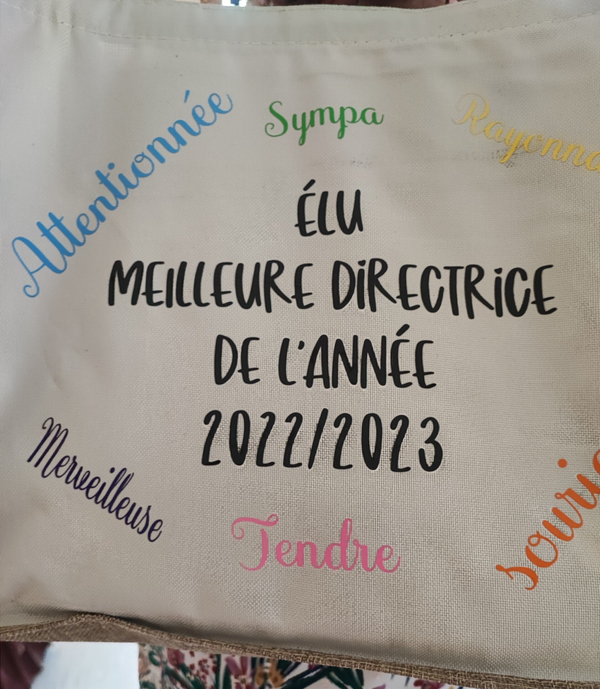 Attentionnée
Sympa
ÉLU
MEILLEURE DIRECTRICE
DE L'ANNÉE
2022/2023
Merveilleuse
Tendre